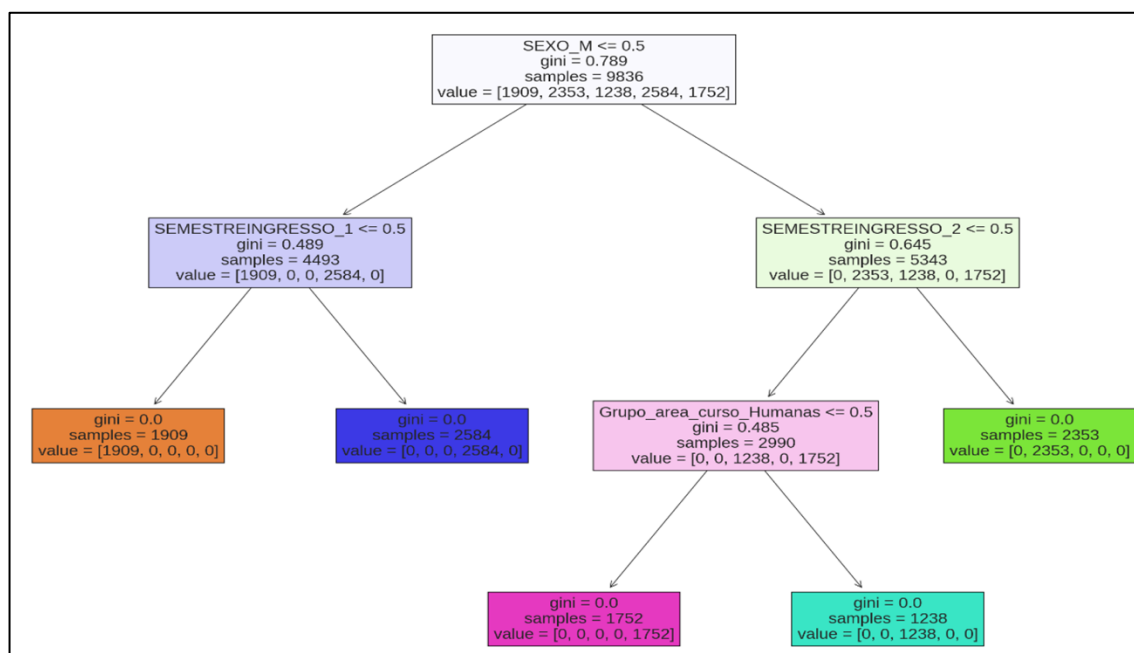 SEXO_M <= 0.5
gini = 0.789
samples = 9836
value = [1909, 2353, 1238, 2584, 1752]
SEMESTREINGRESSO_1 <= 0.5
gini = 0.489
samples = 4493
value = [1909, 0, 0, 2584, 0]
SEMESTREINGRESSO_2 <= 0.5
gini = 0.645
samples = 5343
value = [0, 2353, 1238, 0, 1752]
gini = 0.0
samples = 1909
value = [1909, 0, 0, 0, 0]
gini = 0.0
samples = 2584
value = [0, 0, 0, 2584, 0]
Grupo_area_curso_Humanas <= 0.5
gini = 0.485
samples = 2990
value = [0, 0, 1238, 0, 1752]
gini = 0.0
samples = 2353
value = [0, 2353, 0, 0, 0]
gini = 0.0
samples = 1752
value = [0, 0, 0, 0, 1752]
gini = 0.0
samples = 1238
value = [0, 0, 1238, 0, 0]